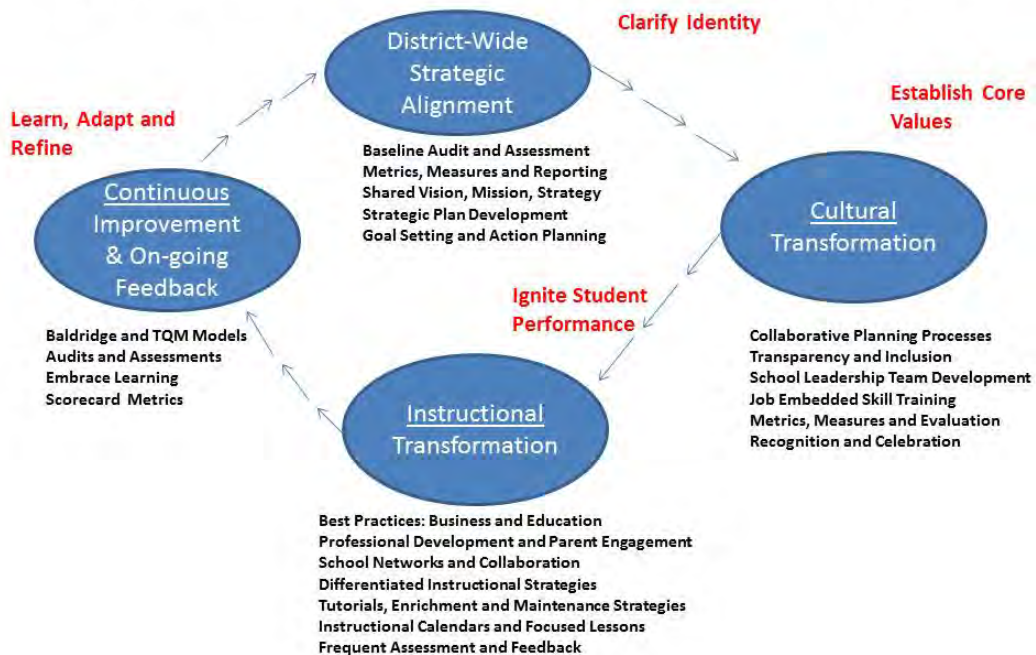 Clarify Identity
District-Wide
Strategic
Alignment
Establish Core
Values
Learn, Adapt and
Refine
Baseline Audit and Assessment
Metrics, Measures and Reporting
Shared Vision, Mission, Strategy
Strategic Plan Development
Goal Setting and Action Planning
Continuous
Improvement
& On-going
Feedback
Cultural
Transformation
Ignite Student
Performance
Baldridge and TQM Models
Audits and Assessments
Embrace Learning
Scorecard Metrics
Collaborative Planning Processes
Transparency and Inclusion
School Leadership Team Development
Job Embedded Skill Training
Metrics, Measures and Evaluation
Recognition and Celebration
Instructional
Transformation
Best Practices: Business and Education
Professional Development and Parent Engagement
School Networks and Collaboration
Differentiated Instructional Strategies
Tutorials, Enrichment and Maintenance Strategies
Instructional Calendars and Focused Lessons
Frequent Assessment and Feedback